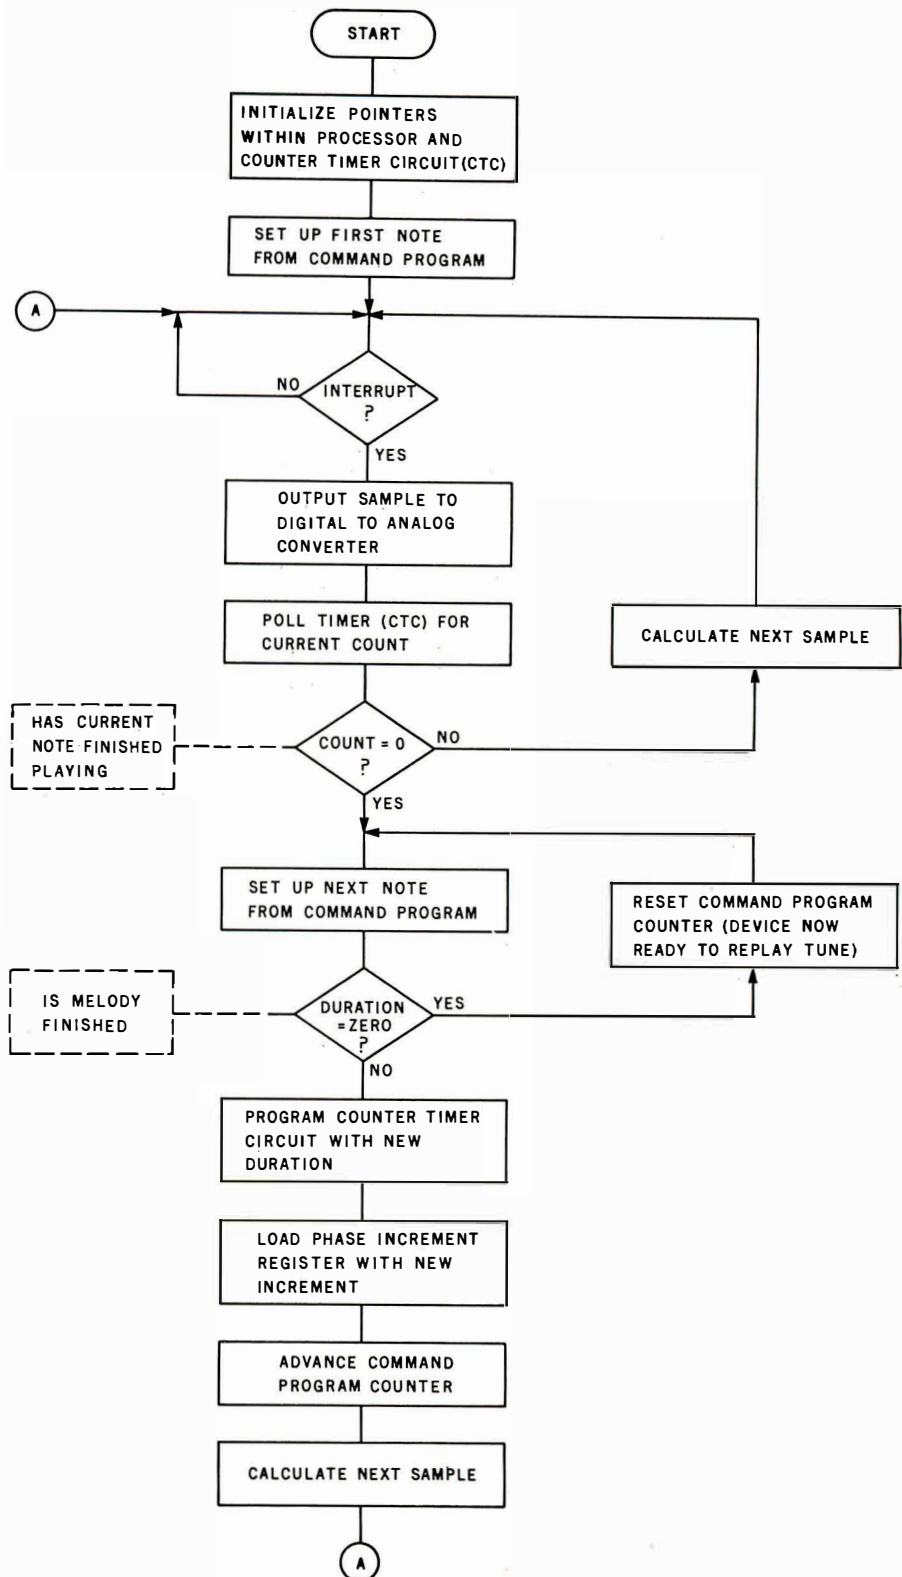 START
INITIALIZE POINTERS
WITHIN PROCESSOR AND
COUNTER TIMER CIRCUIT(CTC)
SET UP FIRST NOTE
FROM COMMAND PROGRAM
A
NO
INTERRUPT
?
YES
OUTPUT SAMPLE TO
DIGITAL TO ANALOG
CONVERTER
POLL TIMER (CTC) FOR
CURRENT COUNT
CALCULATE NEXT SAMPLE
HAS CURRENT
NOTE FINISHED
PLAYING
COUNT = 0
?
NO
YES
SET UP NEXT NOTE
FROM COMMAND PROGRAM
RESET COMMAND PROGRAM
COUNTER (DEVICE NOW
READY TO REPLAY TUNE)
IS MELODY
FINISHED
DURATION
=ZERO
?
YES
NO
PROGRAM COUNTER TIMER
CIRCUIT WITH NEW
DURATION
LOAD PHASE INCREMENT
REGISTER WITH NEW
INCREMENT
ADVANCE COMMAND
PROGRAM COUNTER
CALCULATE NEXT SAMPLE
A